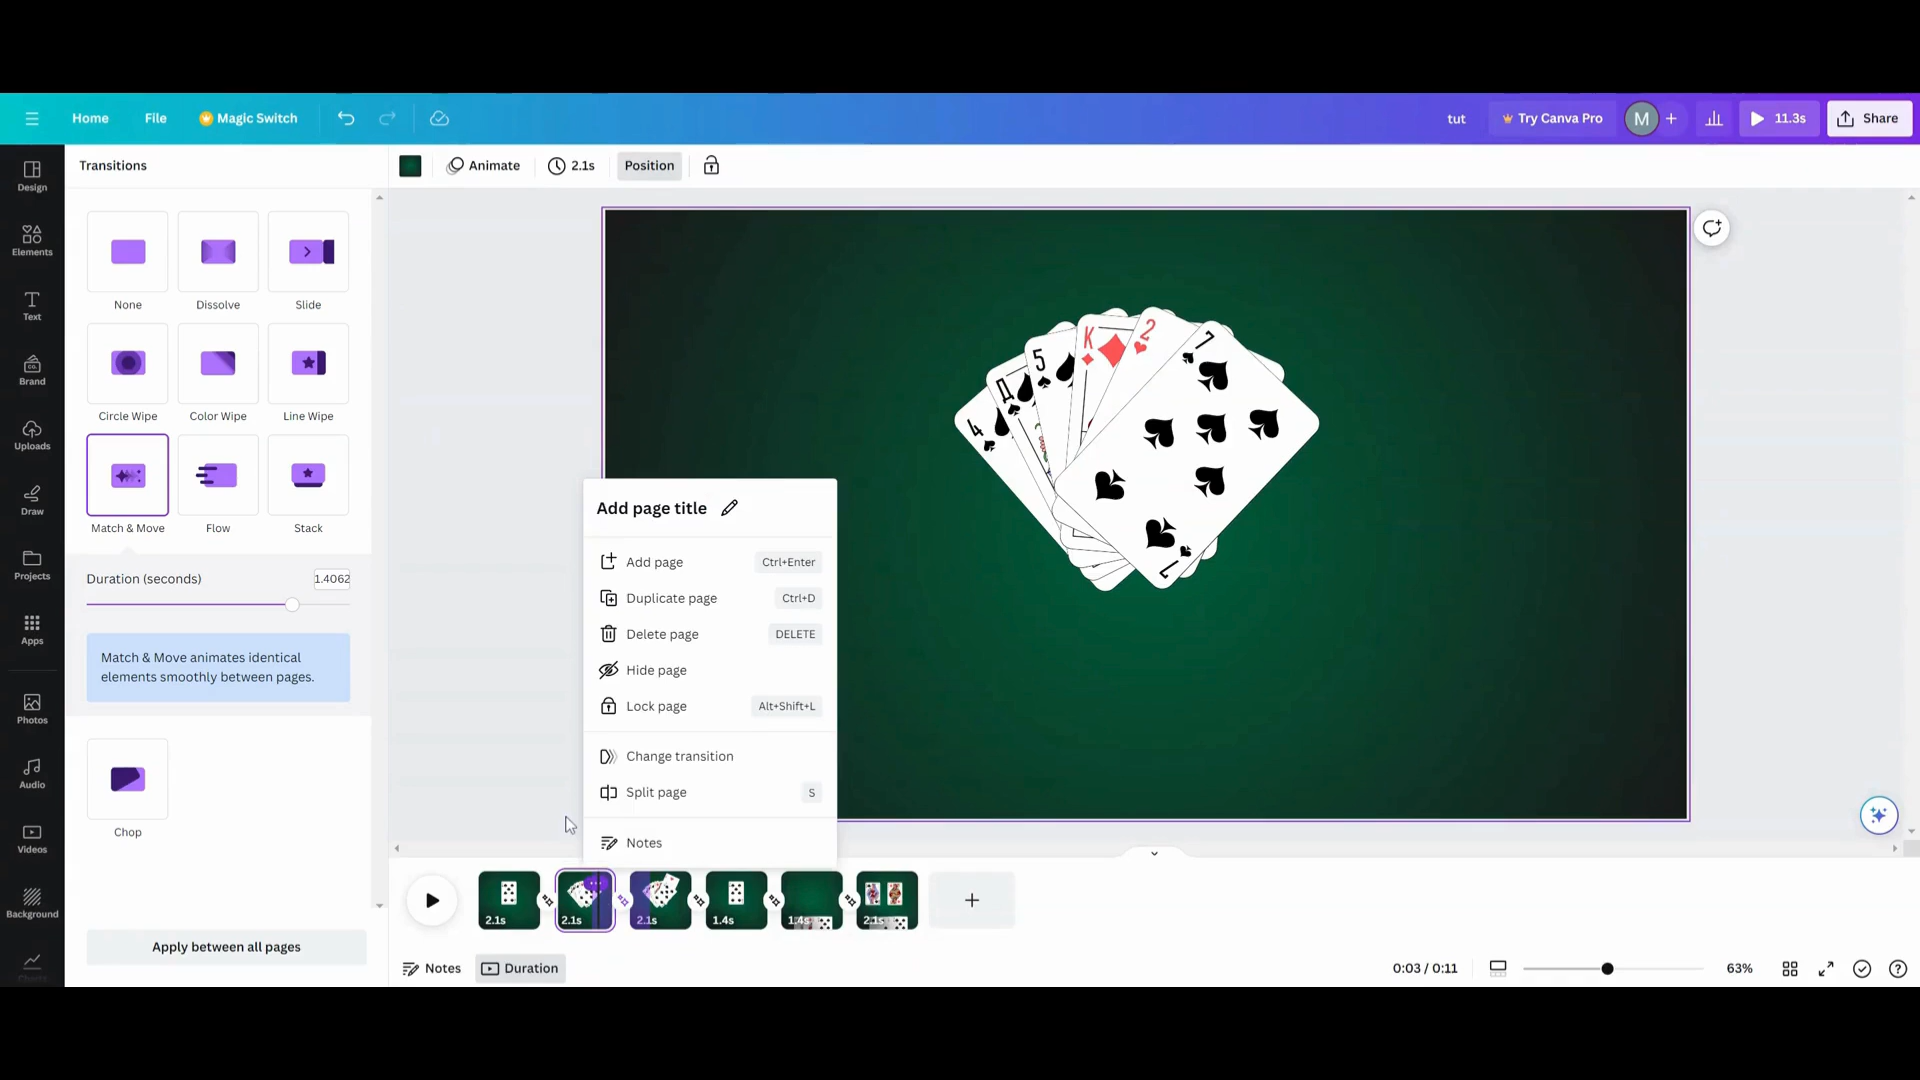 Home File Magic Switch tut Try Canva Pro M + 11.3s Share
Transitions Animate 2.1s Position
Design
Elements
Text
Brand
Uploads
Draw
Projects
Apps
Photos
Audio
Videos
Background
None Dissolve Slide
Circle Wipe Color Wipe Line Wipe
Match & Move Flow Stack
Duration (seconds) 1.4062
Match & Move animates identical
elements smoothly between pages.
Chop
Apply between all pages
4
Д
5
K
2
7
7
Add page title
Add page Ctrl+Enter
Duplicate page Ctrl+D
Delete page DELETE
Hide page
Lock page Alt+Shift+L
Change transition
Split page S
Notes
2.1s 2.1s 2.1s 1.4s 1.4s 2.1s +
Notes Duration 0:03 / 0:11 63%